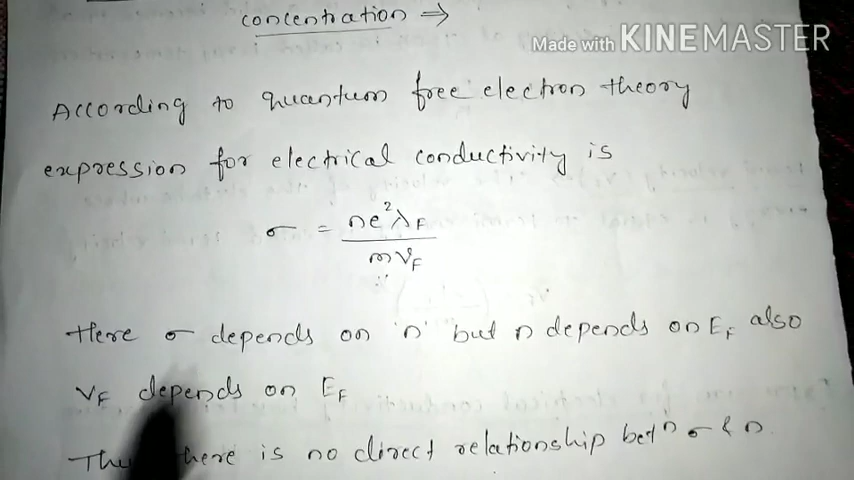 concentration ⇒
Made with KINEMASTER
According to quantum free electron theory
expression for electrical conductivity is
σ = ne²λF / mVF
Here σ depends on 'n' but n depends on EF also
VF depends on EF
there is no direct relationship betⁿ σ & n